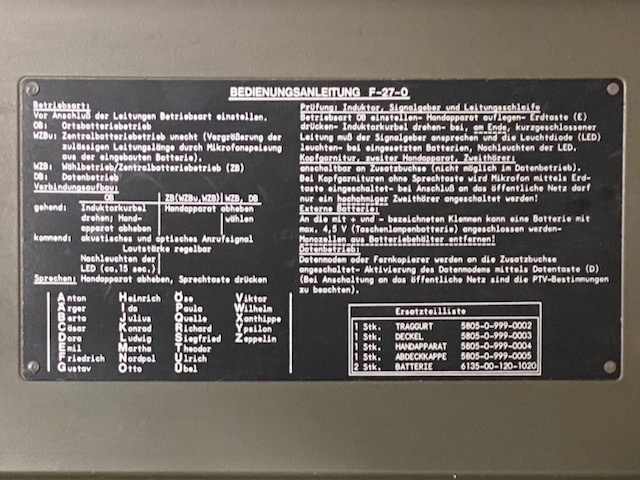 BEDIENUNGSANLEITUNG F-27-O
Betriebsart:
Vor Anschluß der Leitungen Betriebsart einstellen.
OB: Ortsbatteriebetrieb
WZBu: Zentralbatteriebetrieb unecht (Vergrößerung der
zulässigen Leitungslänge durch Mikrofonspeisung
aus der eingebauten Batterie).
WZB: Wählbetrieb/Zentralbatteriebetrieb (ZB)
DB: Datenbetrieb
Verbindungsaufbau:
OB ZB(WZBu,WZB) WZB, DB
gehend: Induktorkurbel Handapparat abheben
drehen; Hand- wählen
apparat abheben
kommend: akustisches und optisches Anrufsignal
Lautstärke regelbar
Nachleuchten der
LED (ca.15 sec.)
Sprechen: Handapparat abheben, Sprechtaste drücken
Anton Heinrich Öse Viktor
Ärger Ida Paula Wilhelm
Berta Julius Quelle Xanthippe
Cäsar Konrad Richard Ypsilon
Dora Ludwig Siegfried Zeppelin
Emil Martha Theodor
Friedrich Nordpol Ulrich
Gustav Otto Übel
Prüfung: Induktor, Signalgeber und Leitungsschleife
Betriebsart OB einstellen- Handapparat auflegen- Erdtaste (E)
drücken- Induktorkurbel drehen- bei, am Ende, kurzgeschlossener
Leitung muß der Signalgeber ansprechen und die Leuchtdiode (LED)
leuchten- bei eingesetzten Batterien, Nachleuchten der LED.
Kopfgarnitur, zweiter Handapparat, Zweithörer:
anschaltbar an Zusatzbuchse (nicht möglich im Datenbetrieb).
Bei Kopfgarnituren ohne Sprechtaste wird Mikrofon mittels Erd-
taste eingeschaltet- bei Anschluß an das öffentliche Netz darf
nur ein hochohmiger Zweithörer angeschaltet werden!
Externe Batterie:
An die mit + und - bezeichneten Klemmen kann eine Batterie mit
max. 4,5 V (Taschenlampenbatterie) angeschlossen werden-
Monozellen aus Batteriebehälter entfernen!
Datenbetrieb:
Datenmodem oder Fernkopierer werden an die Zusatzbuchse
angeschaltet- Aktivierung des Datenmodems mittels Datentaste (D)
(Bei Anschaltung an das öffentliche Netz sind die PTV-Bestimmungen
zu beachten).
Ersatzteilliste
1 Stk. TRAGGURT 5805-0-999-0002
1 Stk. DECKEL 5805-0-999-0003
1 Stk. HANDAPPARAT 5805-0-999-0004
1 Stk. ABDECKKAPPE 5805-0-999-0005
2 Stk. BATTERIE 6135-00-120-1020